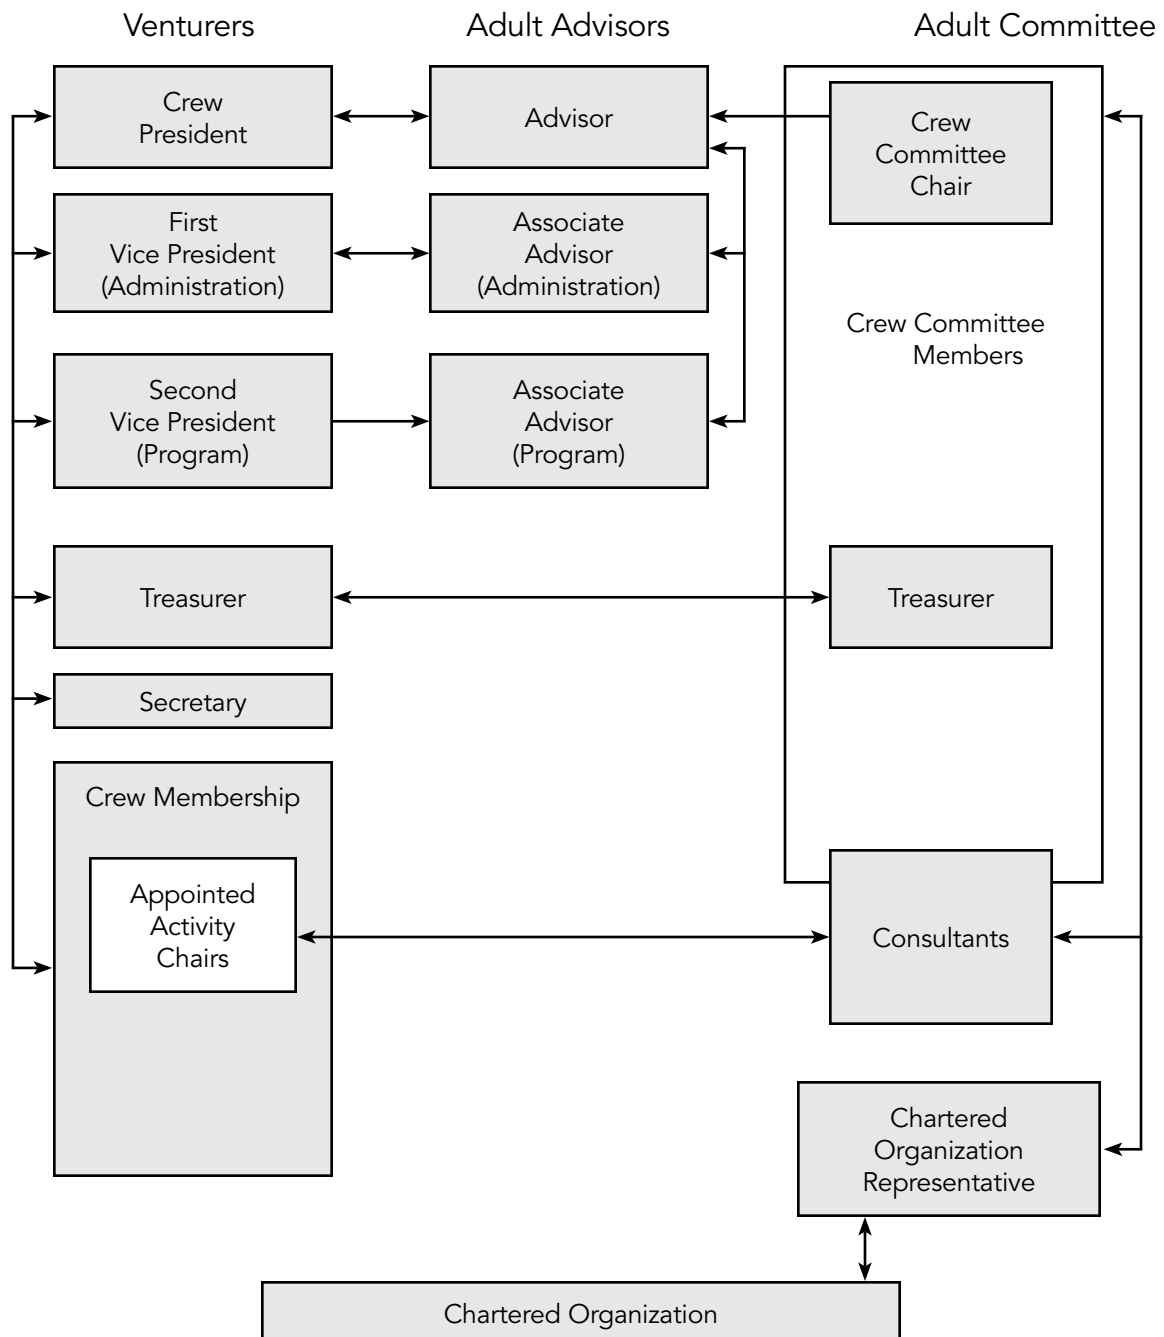 Venturers
Adult Advisors
Adult Committee
Crew
President
Advisor
Crew
Committee
Chair
First
Vice President
(Administration)
Associate
Advisor
(Administration)
Crew Committee
Members
Second
Vice President
(Program)
Associate
Advisor
(Program)
Treasurer
Treasurer
Secretary
Crew Membership
Appointed
Activity
Chairs
Consultants
Chartered
Organization
Representative
Chartered Organization